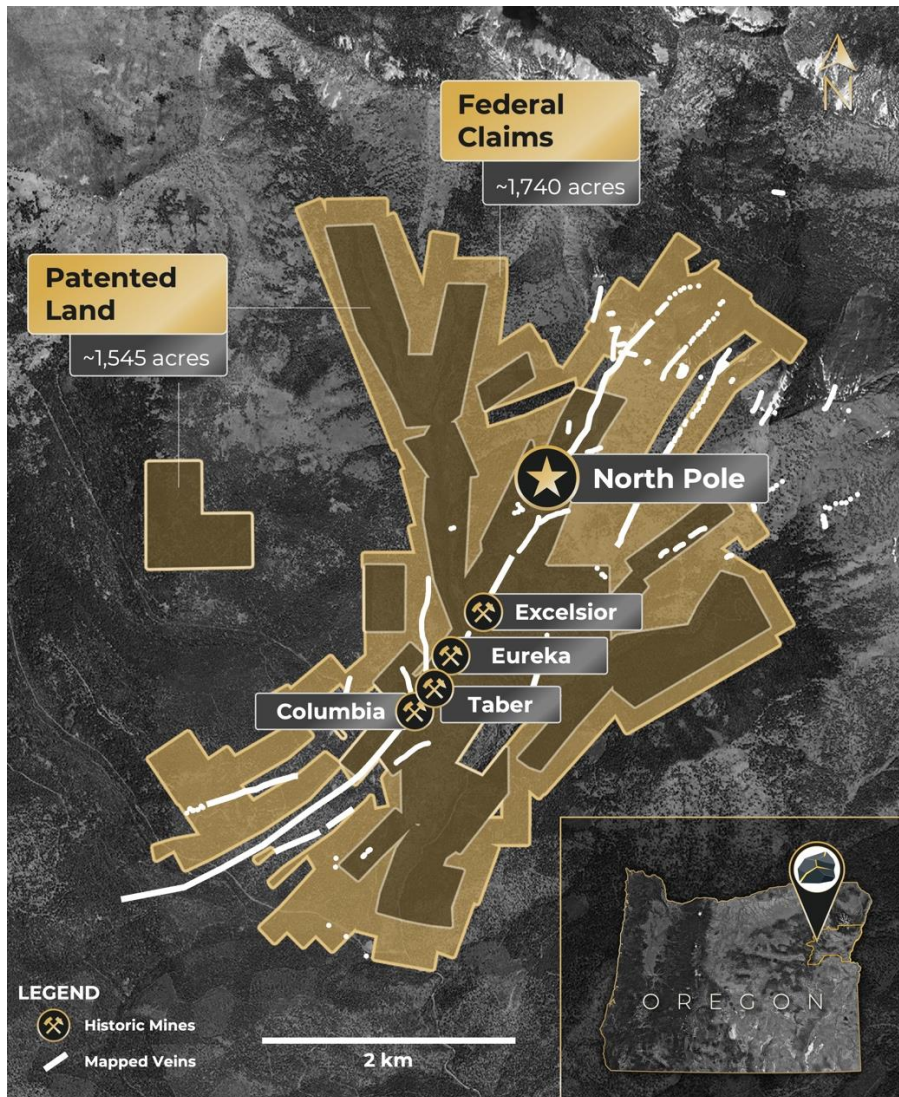 N
Federal
Claims
~1,740 acres
Patented
Land
~1,545 acres
North Pole
Excelsior
Eureka
Taber
Columbia
LEGEND
Historic Mines
Mapped Veins
2 km
OREGON